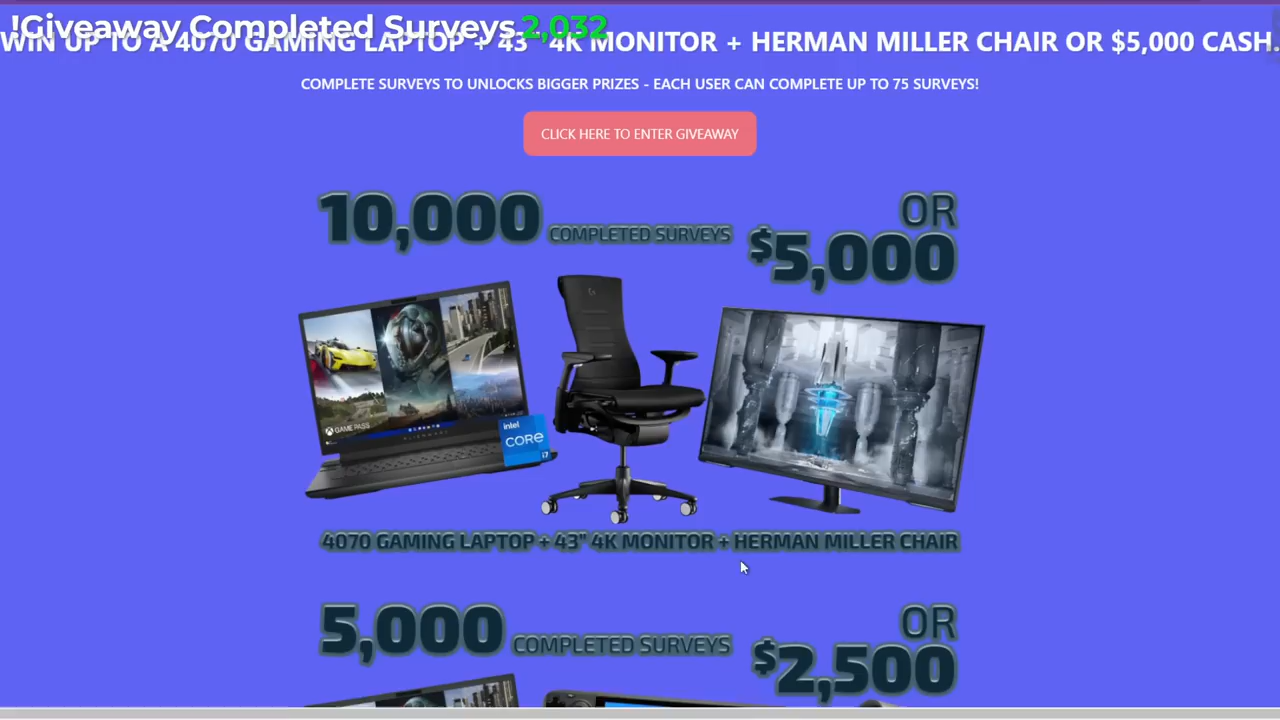 !Giveaway Completed Surveys 2,032
WIN UP TO A 4070 GAMING LAPTOP + 43" 4K MONITOR + HERMAN MILLER CHAIR OR $5,000 CASH
COMPLETE SURVEYS TO UNLOCKS BIGGER PRIZES - EACH USER CAN COMPLETE UP TO 75 SURVEYS!
CLICK HERE TO ENTER GIVEAWAY
10,000 COMPLETED SURVEYS
OR
$5,000
GAME PASS
ALIENWARE
intel
CORE
i7
4070 GAMING LAPTOP + 43" 4K MONITOR + HERMAN MILLER CHAIR
5,000 COMPLETED SURVEYS
OR
$2,500